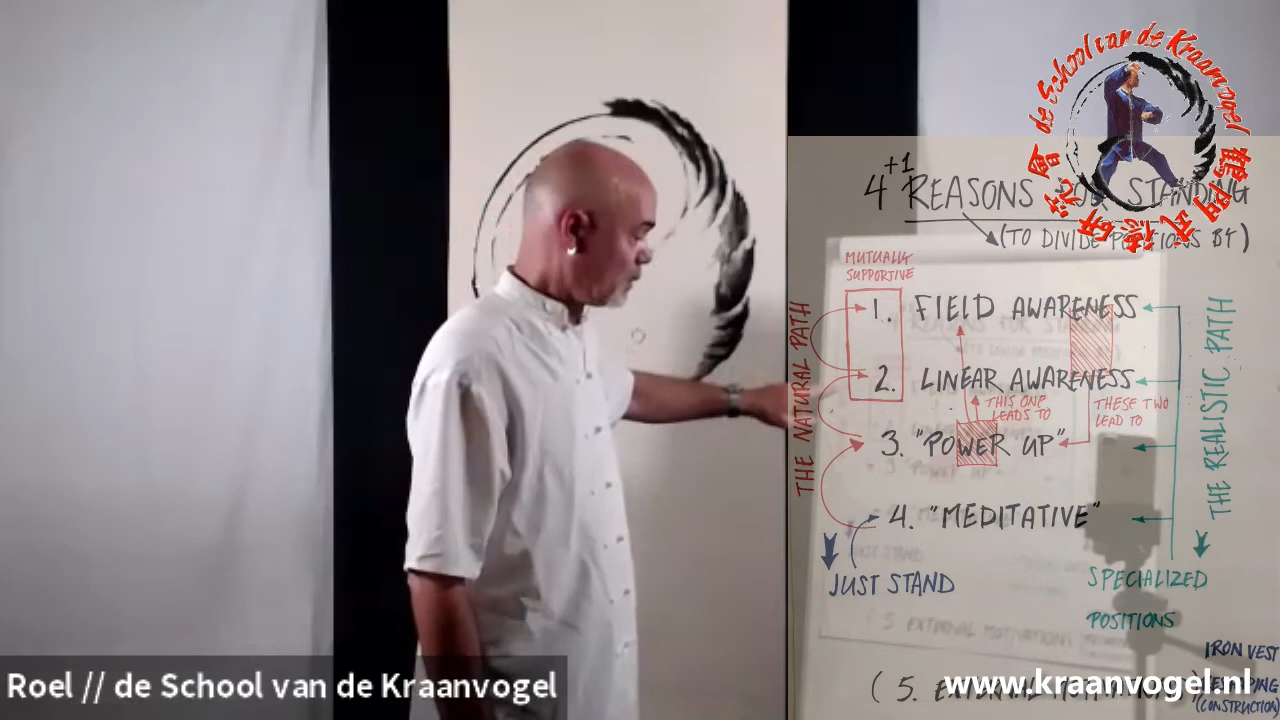 de School van de Kraanvogel
+1
4 REASONS FOR STANDING
(TO DIVIDE POSITIONS BY)
MUTUALLY
SUPPORTIVE
THE NATURAL PATH
1. FIELD AWARENESS
2. LINEAR AWARENESS
THIS ONE
LEADS TO
THESE TWO
LEAD TO
3. "POWER UP"
4. "MEDITATIVE"
JUST STAND
THE REALISTIC PATH
SPECIALIZED
POSITIONS
IRON VEST
(CONSTRUCTION)
( 5.
Roel // de School van de Kraanvogel
www.kraanvogel.nl